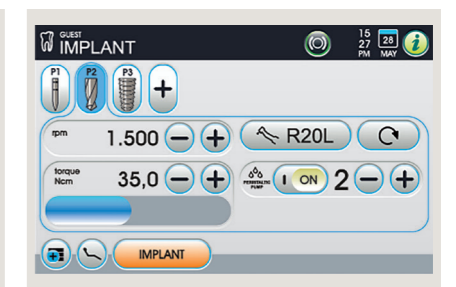 GUEST
IMPLANT
15
27
PM
28
MAY
i
P1
P2
P3
+
rpm
1.500
R20L
torque
Ncm
35,0
PERISTALTIC
PUMP
I ON
2
IMPLANT